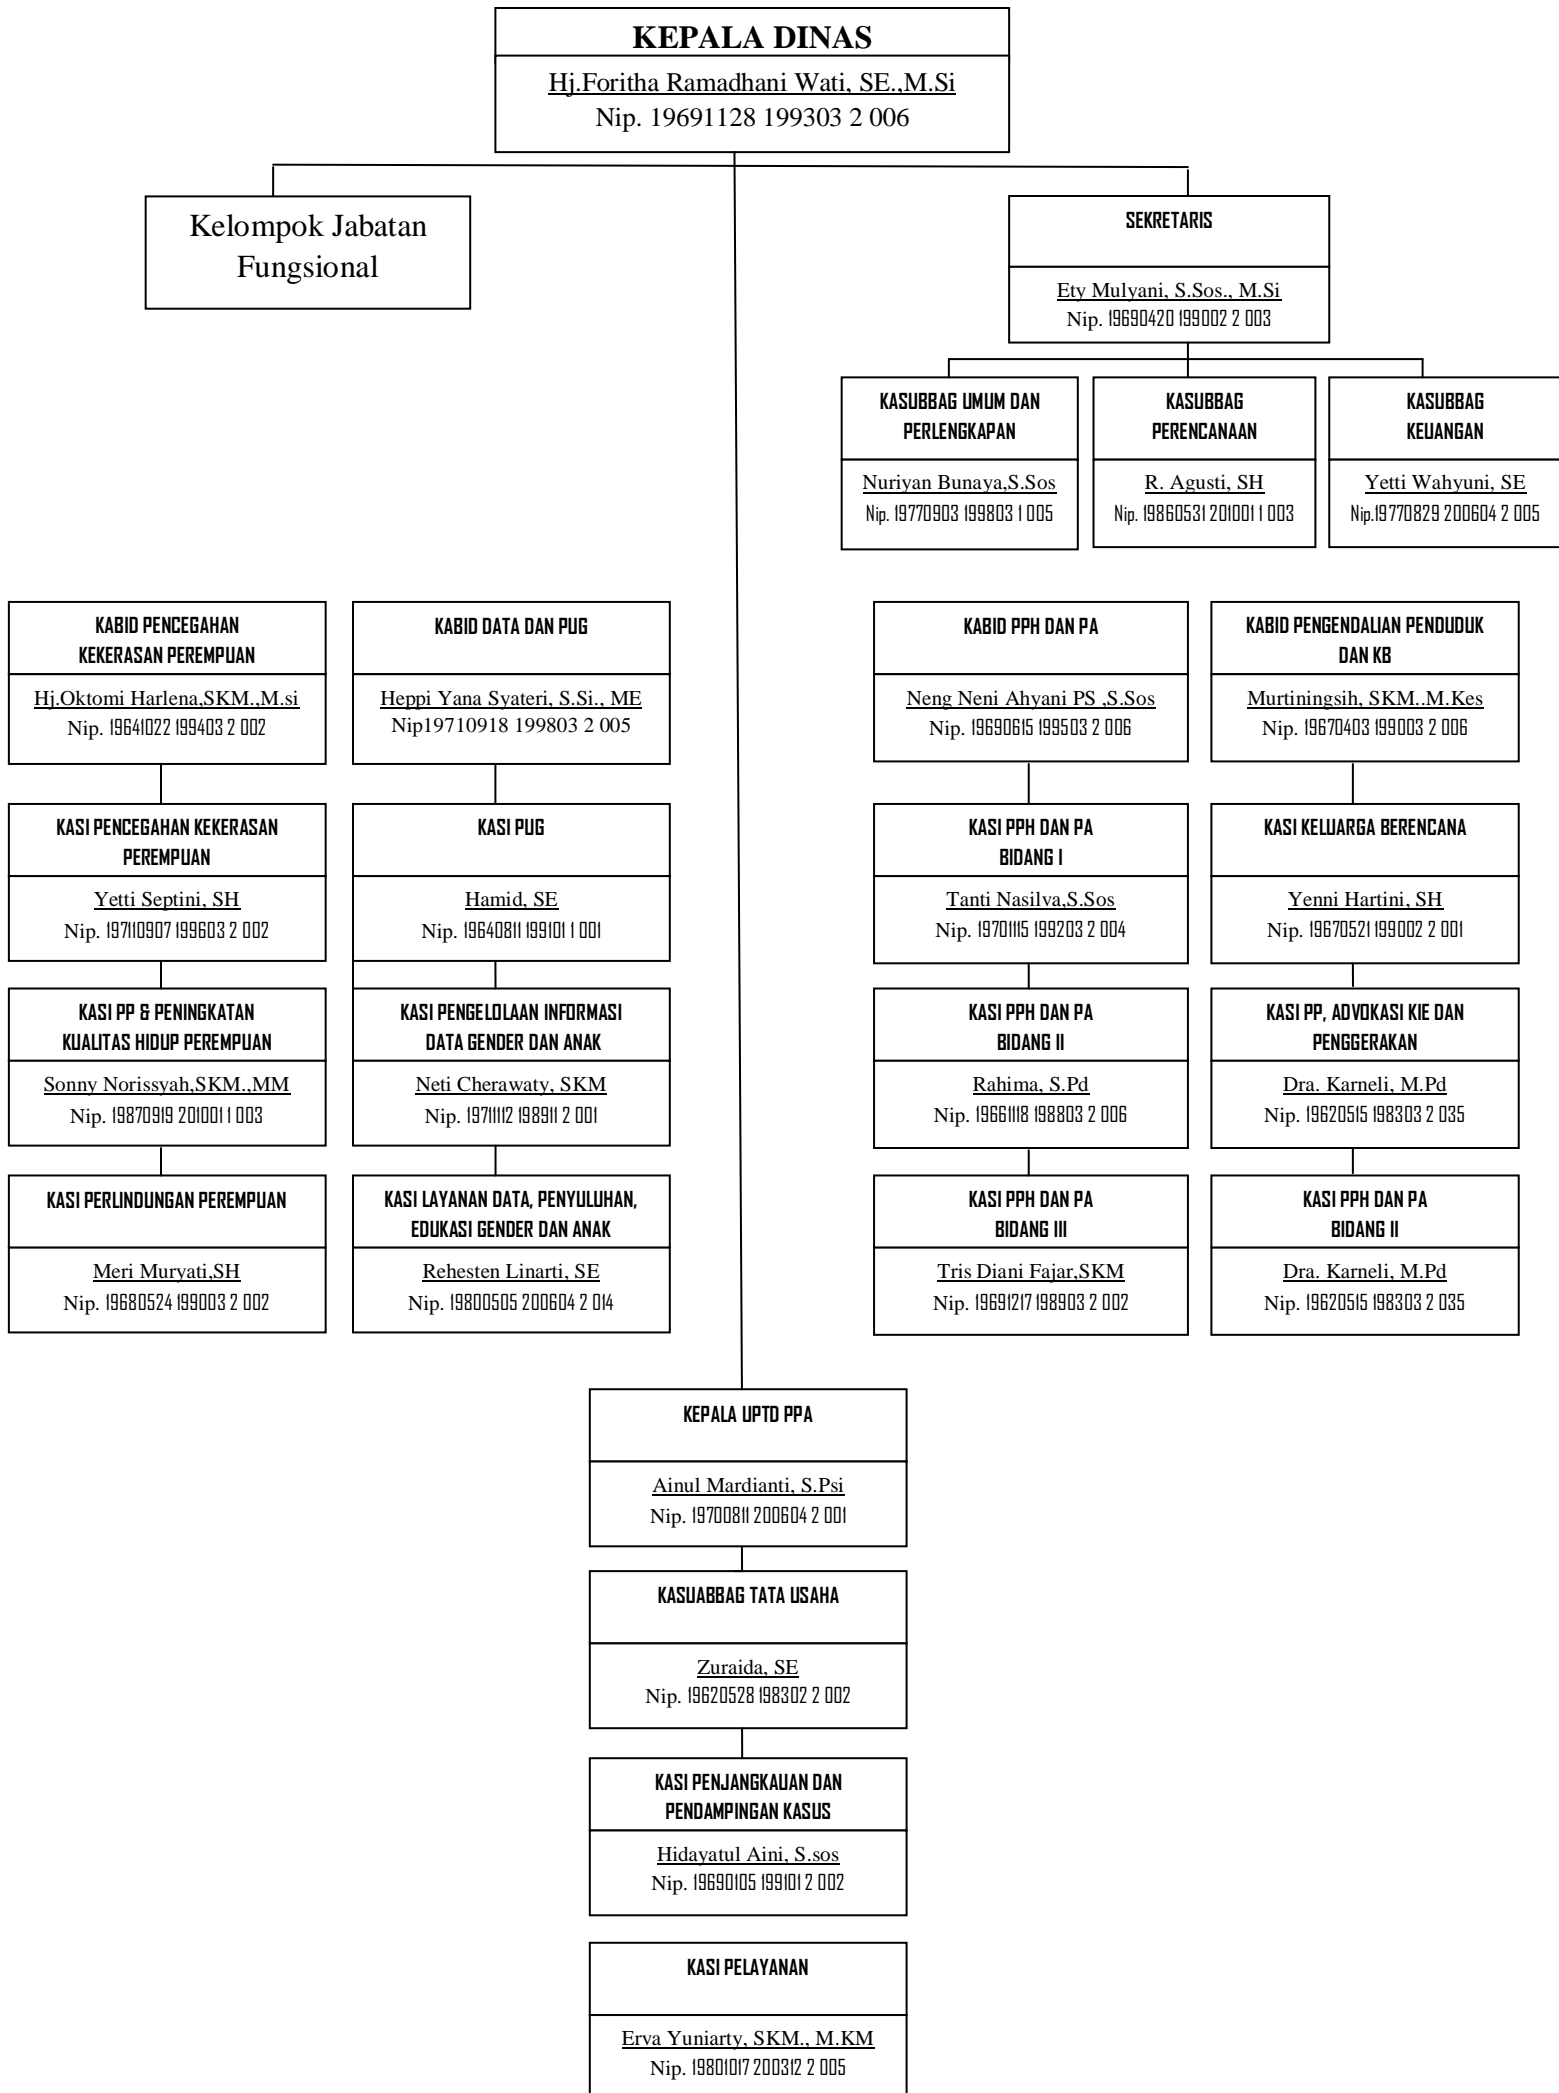 KEPALA DINAS
Hj.Foritha Ramadhani Wati, SE.,M.Si
Nip. 19691128 199303 2 006
Kelompok Jabatan
Fungsional
SEKRETARIS
Ety Mulyani, S.Sos., M.Si
Nip. 19690420 199002 2 003
KASUBBAG UMUM DAN
PERLENGKAPAN
Nuriyan Bunaya,S.Sos
Nip. 19770903 199803 1 005
KASUBBAG
PERENCANAAN
R. Agusti, SH
Nip. 19860531 201001 1 003
KASUBBAG
KEUANGAN
Yetti Wahyuni, SE
Nip.19770829 200604 2 005
KABID PENCEGAHAN
KEKERASAN PEREMPUAN
Hj.Oktomi Harlena,SKM.,M.si
Nip. 19641022 199403 2 002
KASI PENCEGAHAN KEKERASAN
PEREMPUAN
Yetti Septini, SH
Nip. 19710907 199603 2 002
KASI PP & PENINGKATAN
KUALITAS HIDUP PEREMPUAN
Sonny Norissyah,SKM.,MM
Nip. 19870919 201001 1 003
KASI PERLINDUNGAN PEREMPUAN
Meri Muryati,SH
Nip. 19680524 199003 2 002
KABID DATA DAN PUG
Heppi Yana Syateri, S.Si., ME
Nip19710918 199803 2 005
KASI PUG
Hamid, SE
Nip. 19640811 199101 1 001
KASI PENGELOLAAN INFORMASI
DATA GENDER DAN ANAK
Neti Cherawaty, SKM
Nip. 19711112 198911 2 001
KASI LAYANAN DATA, PENYULUHAN,
EDUKASI GENDER DAN ANAK
Rehesten Linarti, SE
Nip. 19800505 200604 2 014
KABID PPH DAN PA
Neng Neni Ahyani PS ,S.Sos
Nip. 19690615 199503 2 006
KASI PPH DAN PA
BIDANG I
Tanti Nasilva,S.Sos
Nip. 19701115 199203 2 004
KASI PPH DAN PA
BIDANG II
Rahima, S.Pd
Nip. 19661118 198803 2 006
KASI PPH DAN PA
BIDANG III
Tris Diani Fajar,SKM
Nip. 19691217 198903 2 002
KABID PENGENDALIAN PENDUDUK
DAN KB
Murtiningsih, SKM..M.Kes
Nip. 19670403 199003 2 006
KASI KELUARGA BERENCANA
Yenni Hartini, SH
Nip. 19670521 199002 2 001
KASI PP, ADVOKASI KIE DAN
PENGGERAKAN
Dra. Karneli, M.Pd
Nip. 19620515 198303 2 035
KASI PPH DAN PA
BIDANG II
Dra. Karneli, M.Pd
Nip. 19620515 198303 2 035
KEPALA UPTD PPA
Ainul Mardianti, S.Psi
Nip. 19700811 200604 2 001
KASUABBAG TATA USAHA
Zuraida, SE
Nip. 19620528 198302 2 002
KASI PENJANGKAUAN DAN
PENDAMPINGAN KASUS
Hidayatul Aini, S.sos
Nip. 19690105 199101 2 002
KASI PELAYANAN
Erva Yuniarty, SKM., M.KM
Nip. 19801017 200312 2 005